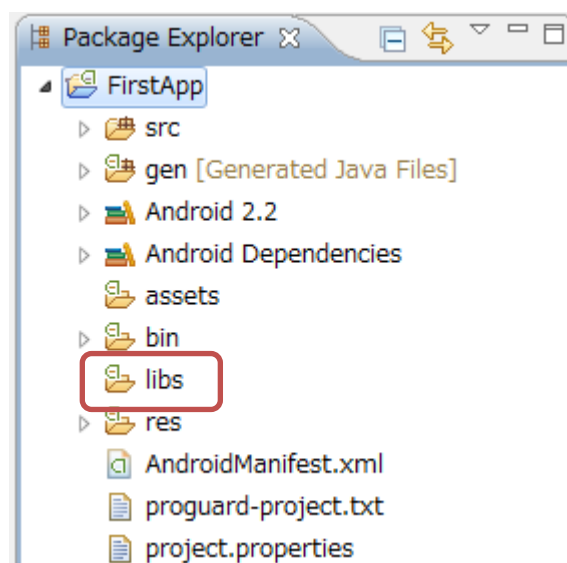 Package Explorer
FirstApp
src
gen [Generated Java Files]
Android 2.2
Android Dependencies
assets
bin
libs
res
AndroidManifest.xml
proguard-project.txt
project.properties